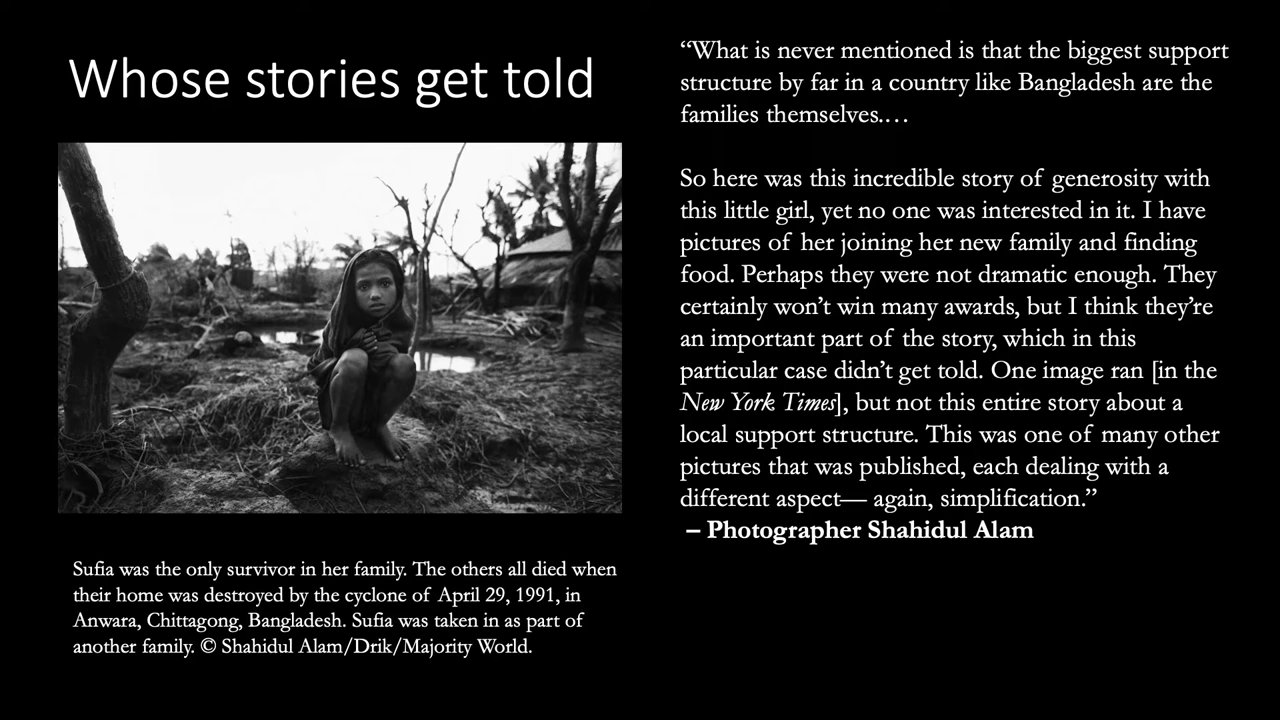 Whose stories get told
Sufia was the only survivor in her family. The others all died when
their home was destroyed by the cyclone of April 29, 1991, in
Anwara, Chittagong, Bangladesh. Sufia was taken in as part of
another family. © Shahidul Alam/Drik/Majority World.
“What is never mentioned is that the biggest support
structure by far in a country like Bangladesh are the
families themselves.…
So here was this incredible story of generosity with
this little girl, yet no one was interested in it. I have
pictures of her joining her new family and finding
food. Perhaps they were not dramatic enough. They
certainly won’t win many awards, but I think they’re
an important part of the story, which in this
particular case didn’t get told. One image ran [in the
New York Times], but not this entire story about a
local support structure. This was one of many other
pictures that was published, each dealing with a
different aspect— again, simplification.”
– Photographer Shahidul Alam